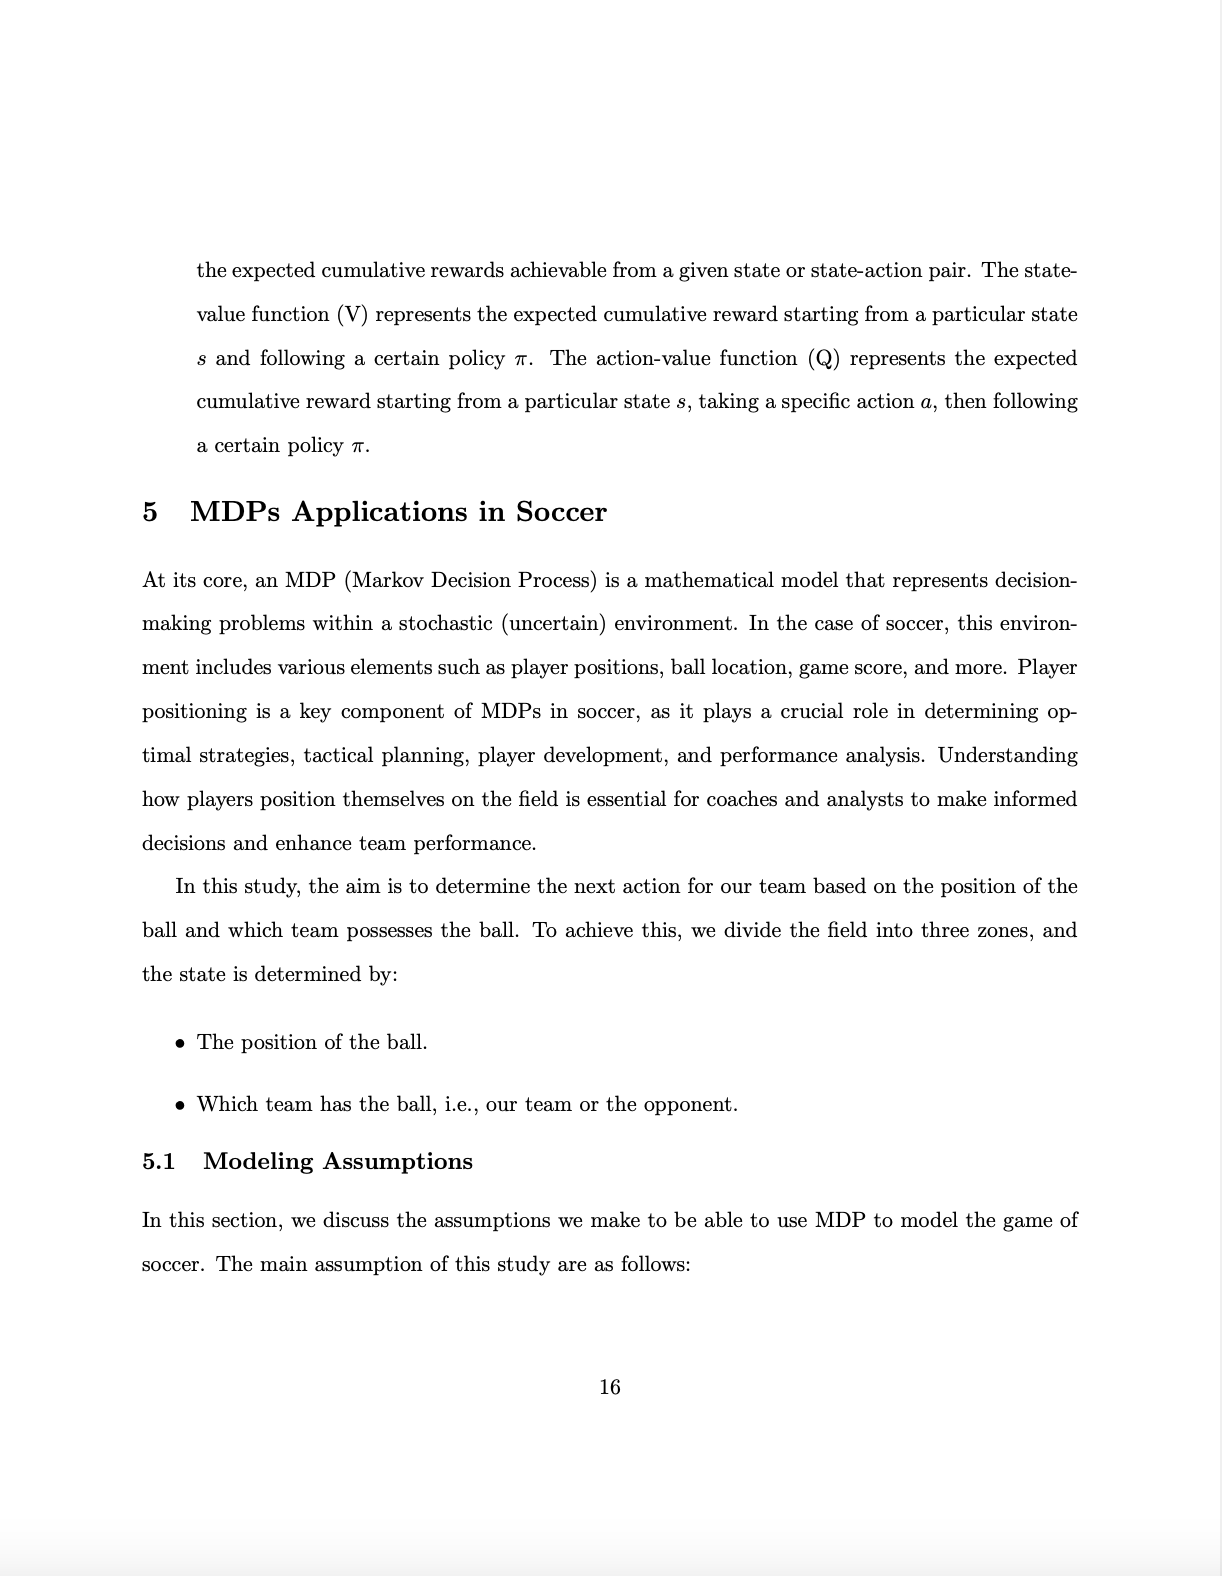 the expected cumulative rewards achievable from a given state or state-action pair. The state-
value function (V) represents the expected cumulative reward starting from a particular state
s and following a certain policy π. The action-value function (Q) represents the expected
cumulative reward starting from a particular state s, taking a specific action a, then following
a certain policy π.
5 MDPs Applications in Soccer
At its core, an MDP (Markov Decision Process) is a mathematical model that represents decision-
making problems within a stochastic (uncertain) environment. In the case of soccer, this environ-
ment includes various elements such as player positions, ball location, game score, and more. Player
positioning is a key component of MDPs in soccer, as it plays a crucial role in determining op-
timal strategies, tactical planning, player development, and performance analysis. Understanding
how players position themselves on the field is essential for coaches and analysts to make informed
decisions and enhance team performance.
In this study, the aim is to determine the next action for our team based on the position of the
ball and which team possesses the ball. To achieve this, we divide the field into three zones, and
the state is determined by:
• The position of the ball.
• Which team has the ball, i.e., our team or the opponent.
5.1 Modeling Assumptions
In this section, we discuss the assumptions we make to be able to use MDP to model the game of
soccer. The main assumption of this study are as follows:
16